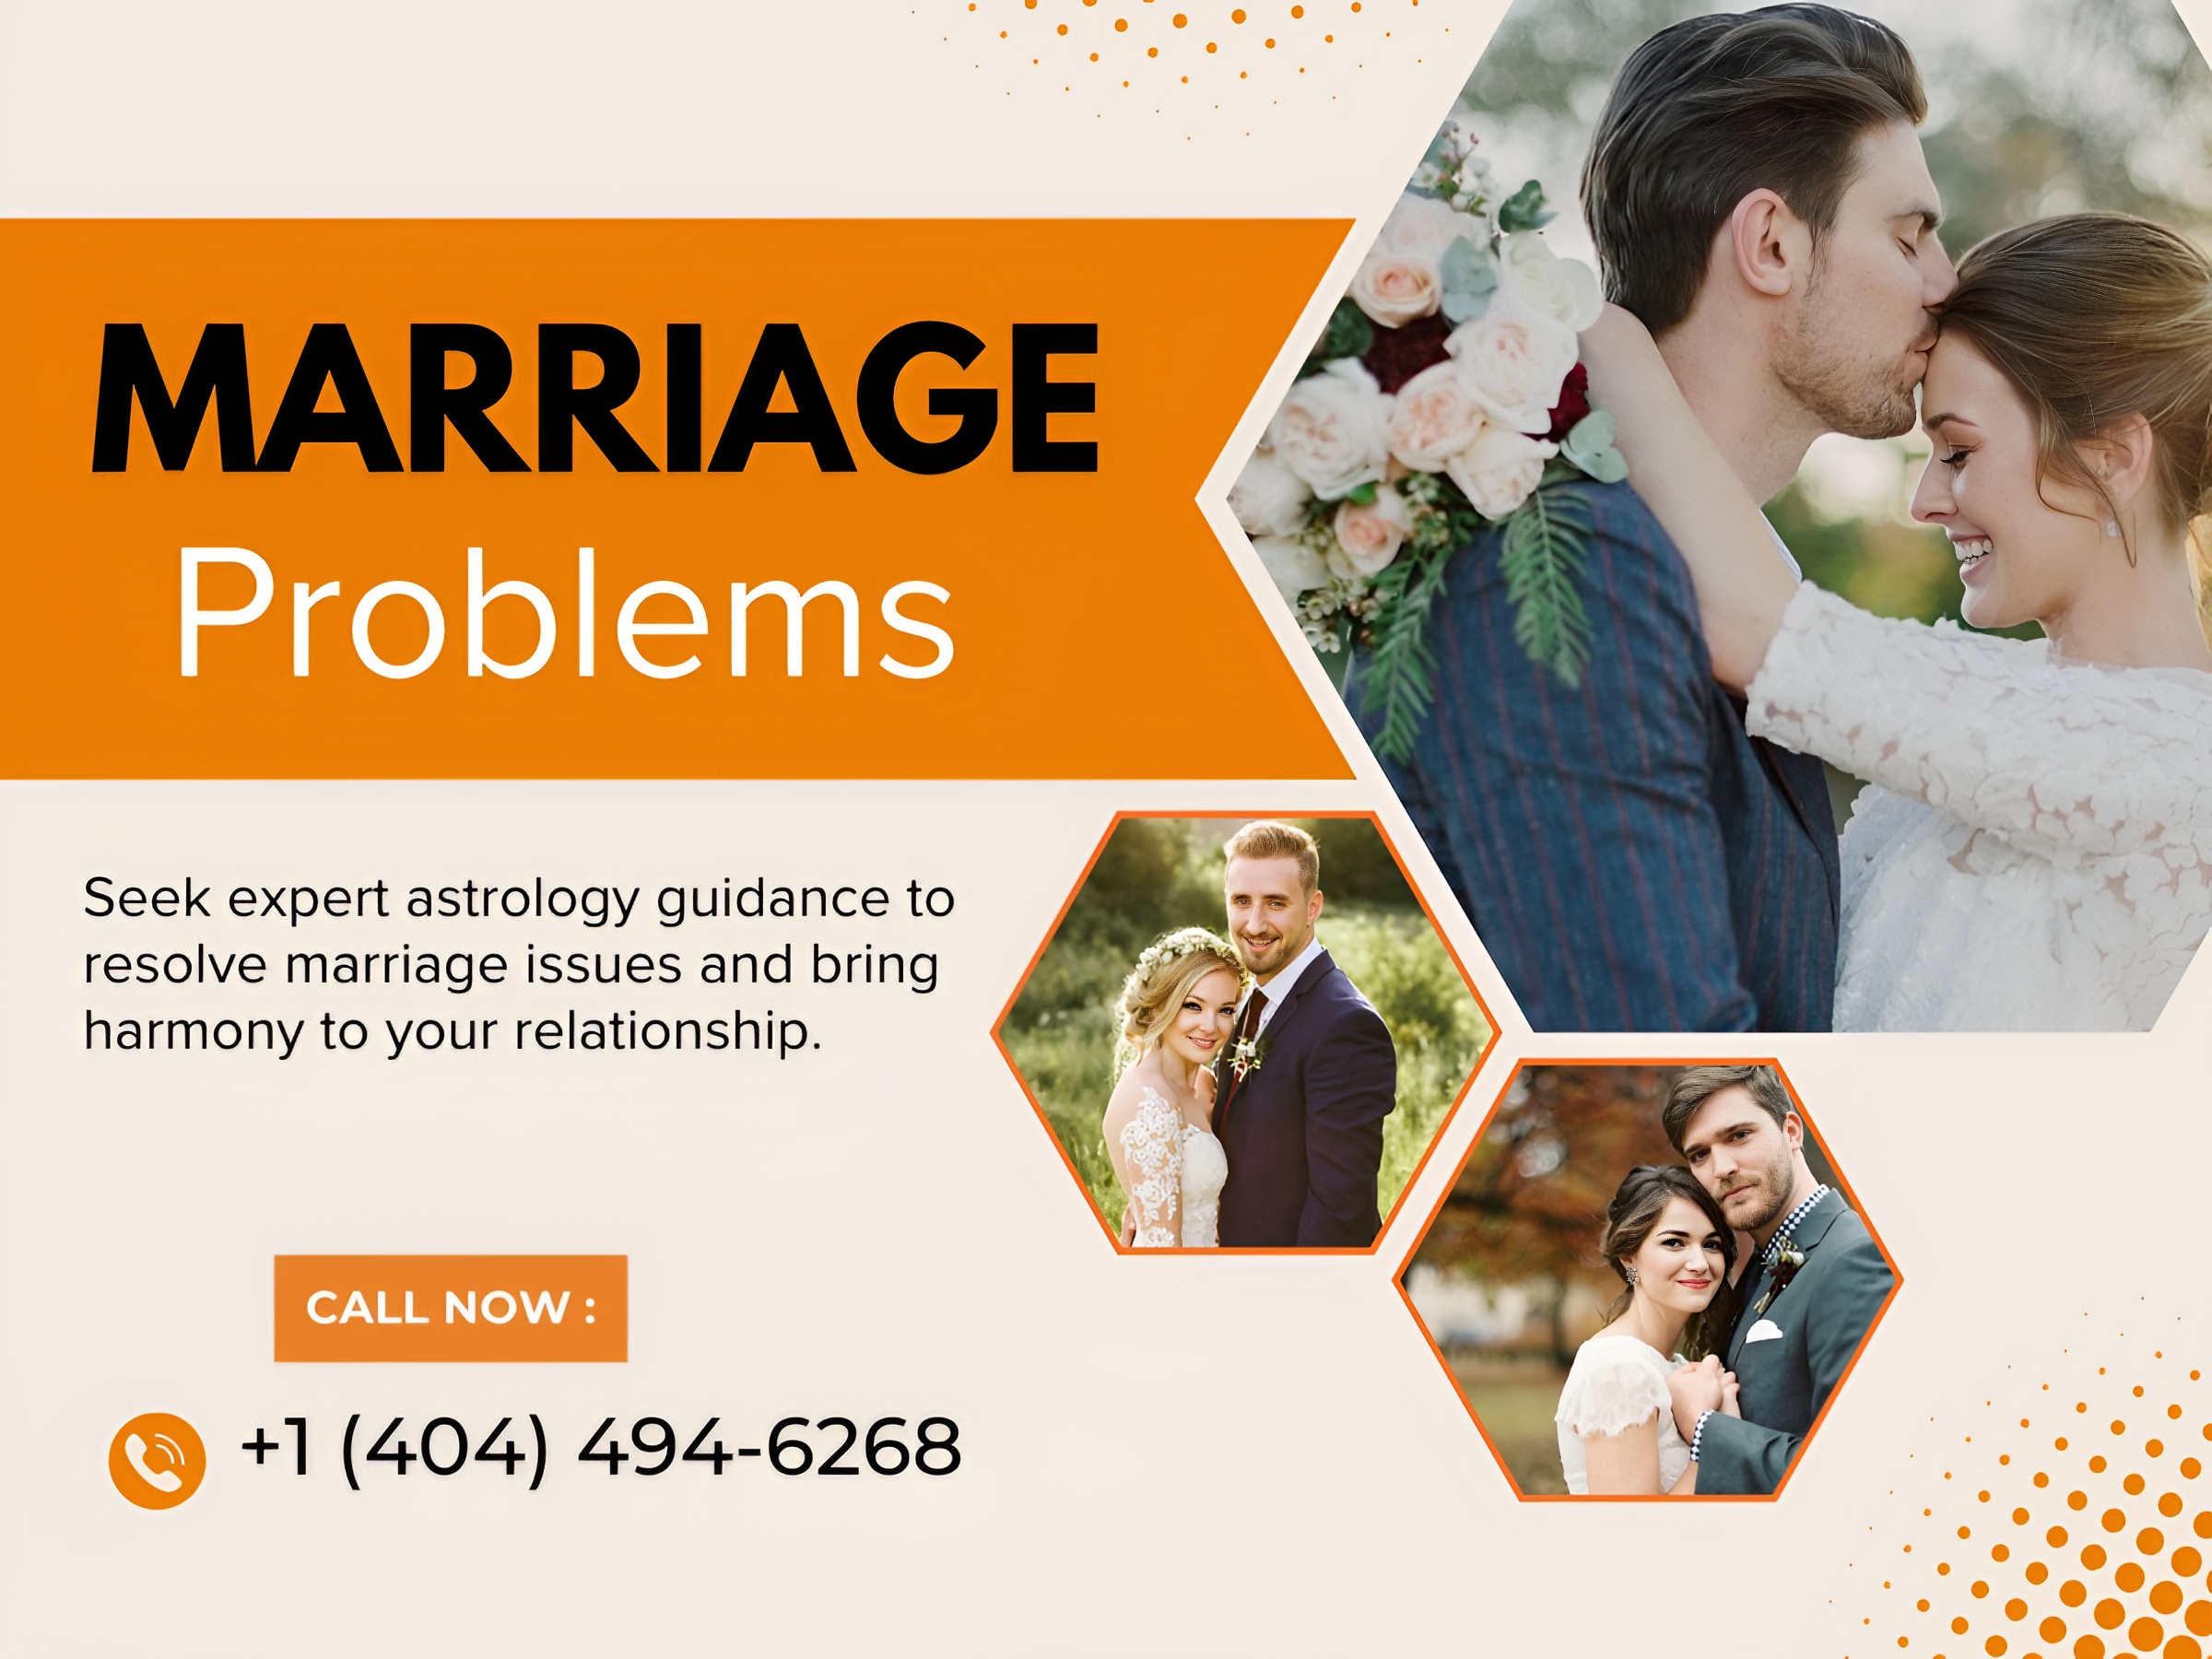 MARRIAGE
Problems
Seek expert astrology guidance to
resolve marriage issues and bring
harmony to your relationship.
CALL NOW :
+1 (404) 494-6268